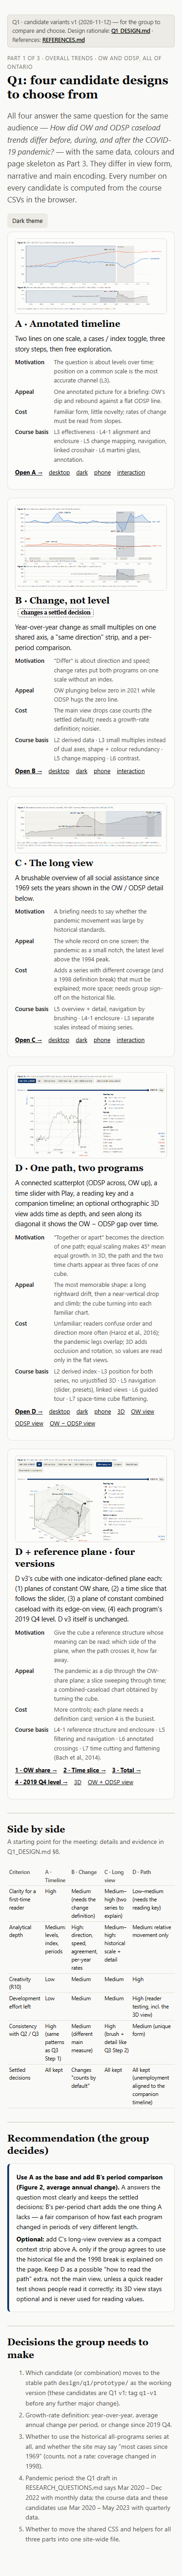 Q1 · candidate variants v1 (2026-11-12) — for the group to
compare and choose. Design rationale: Q1_DESIGN.md ·
References: REFERENCES.md
PART 1 OF 3 · OVERALL TRENDS · OW AND ODSP, ALL OF
ONTARIO
Q1: four candidate designs
to choose from
All four answer the same question for the same
audience — How did OW and ODSP caseload
trends differ before, during, and after the COVID-
19 pandemic? — with the same data, colours and
page skeleton as Part 3. They differ in view form,
narrative and main encoding. Every number on
every candidate is computed from the course
CSVs in the browser.
Dark theme
A · Annotated timeline
Two lines on one scale, a cases / index toggle, three
story steps, then free exploration.
Motivation The question is about levels over time;
position on a common scale is the most
accurate channel (L3).
Appeal One annotated picture for a briefing: OW's
dip and rebound against a flat ODSP line.
Cost Familiar form, little novelty; rates of change
must be read from slopes.
Course basis L3 effectiveness · L4-1 alignment and
enclosure · L5 change mapping, navigation,
linked crosshair · L6 martini glass,
annotation.
Open A → desktop dark phone interaction
B · Change, not level
changes a settled decision
Year-over-year change as small multiples on one
shared axis, a "same direction" strip, and a per-
period comparison.
Motivation "Differ" is about direction and speed;
change rates put both programs on one
scale without an index.
Appeal OW plunging below zero in 2021 while
ODSP hugs the zero line.
Cost The main view drops case counts (the
settled default); needs a growth-rate
definition; noisier.
Course basis L2 derived data · L3 small multiples instead
of dual axes, shape + colour redundancy ·
L5 change mapping · L6 contrast.
Open B → desktop dark phone interaction
C · The long view
A brushable overview of all social assistance since
1969 sets the years shown in the OW / ODSP detail
below.
Motivation A briefing needs to say whether the
pandemic movement was large by
historical standards.
Appeal The whole record on one screen: the
pandemic as a small notch, the latest level
above the 1994 peak.
Cost Adds a series with different coverage (and
a 1998 definition break) that must be
explained; more space; needs group sign-
off on the historical file.
Course basis L5 overview + detail, navigation by
brushing · L4-1 enclosure · L3 separate
scales instead of mixing series.
Open C → desktop dark phone interaction
D · One path, two programs
A connected scatterplot (ODSP across, OW up), a
time slider with Play, a reading key and a
companion timeline; an optional orthographic 3D
view adds time as depth, and seen along its
diagonal it shows the OW − ODSP gap over time.
Motivation "Together or apart" becomes the direction
of one path; equal scaling makes 45° mean
equal growth. In 3D, the path and the two
time charts appear as three faces of one
cube.
Appeal The most memorable shape: a long
rightward drift, then a near-vertical drop
and climb; the cube turning into each
familiar chart.
Cost Unfamiliar; readers confuse order and
direction more often (Haroz et al., 2016);
the pandemic legs overlap; 3D adds
occlusion and rotation, so values are read
only in the flat views.
Course basis L2 derived metric · L3 position for both
series, no unjustified 3D · L5 navigation
(slider, presets), linked views · L6 guided
tour · L7 space-time cube flattening.
Open D → desktop dark phone 3D OW view
ODSP view OW − ODSP view
D + reference plane · four
versions
D v3's cube with one indicator-defined plane each:
(1) planes of constant OW share, (2) a time slice that
follows the slider, (3) a plane of constant combined
caseload with its edge-on view, (4) each program's
2019 Q4 level. D v3 itself is unchanged.
Motivation Give the cube a reference structure whose
meaning can be read: which side of the
plane, when the path crosses it, how far
away.
Appeal The pandemic as a dip through the OW-
share plane; a slice sweeping through time;
a combined-caseload chart obtained by
turning the cube.
Cost More controls; each plane needs a
definition card; version 4 is the busiest.
Course basis L4-1 reference structure and enclosure · L5
filtering and navigation · L6 annotated
crossings · L7 time cutting and flattening
(Bach et al., 2014).
1 · OW share → 2 · Time slice → 3 · Total →
4 · 2019 Q4 level → 3D OW + ODSP view
Side by side
A starting point for the meeting; details and evidence in
Q1_DESIGN.md §8.
Criterion A · Timeline B · Change C · Long view D · Path
Clarity for a first-time reader High Medium (needs the change definition) Medium–high (two series to explain) Low–medium (needs the reading key)
Analytical depth Medium: levels, index, periods High: direction, speed, agreement, per-year rates Medium–high: historical scale + detail Medium: relative movement only
Creativity (R10) Low Medium Medium High
Development effort left Low Low Medium High (reader testing, incl. the 3D view)
Consistency with Q2 / Q3 High (same patterns as Q3 Step 1) Medium (different main measure) High (brush + detail like Q3 Step 2) Medium (unique form)
Settled decisions All kept Changes "counts by default" All kept All kept (unemployment aligned to the companion timeline)
Recommendation (the group
decides)
Use A as the base and add B's period comparison
(Figure 2, average annual change). A answers the
question most clearly and keeps the settled
decisions; B's per-period chart adds the one thing A
lacks — a fair comparison of how fast each program
changed in periods of very different length.
Optional: add C's long-view overview as a compact
context strip above A, only if the group agrees to use
the historical file and the 1998 break is explained on
the page. Keep D as a possible "how to read the
path" extra, not the main view, unless a quick reader
test shows people read it correctly; its 3D view stays
optional and is never used for reading values.
Decisions the group needs to
make
1. Which candidate (or combination) moves to the
stable path design/q1/prototype/ as the working
version (these candidates are Q1 v1; tag q1-v1
before any further major change).
2. Growth-rate definition: year-over-year, average
annual change per period, or change since 2019 Q4.
3. Whether to use the historical all-programs series at
all, and whether the site may say "most cases since
1969" (counts, not a rate; coverage changed in
1998).
4. Pandemic period: the Q1 draft in
RESEARCH_QUESTIONS.md says Mar 2020 – Dec
2022 with monthly data; the course data and these
candidates use Mar 2020 – May 2023 with quarterly
data.
5. Whether to move the shared CSS and helpers for all
three parts into one site-wide file.